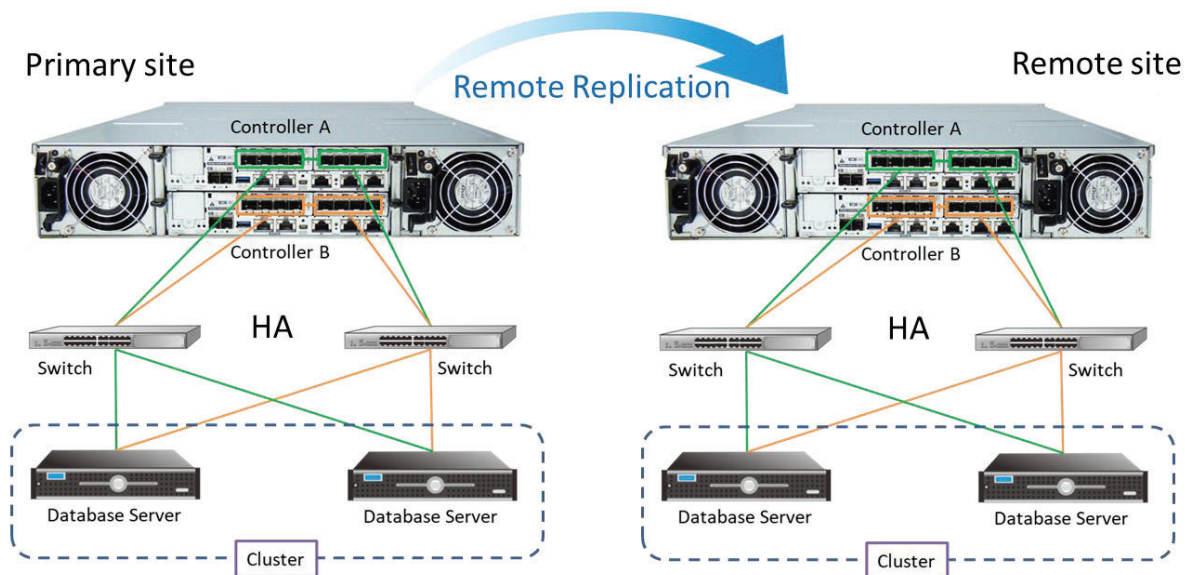 Primary site
Remote Replication
Remote site
Controller A
Controller B
HA
Switch
Switch
Database Server
Database Server
Cluster
Controller A
Controller B
HA
Switch
Switch
Database Server
Database Server
Cluster